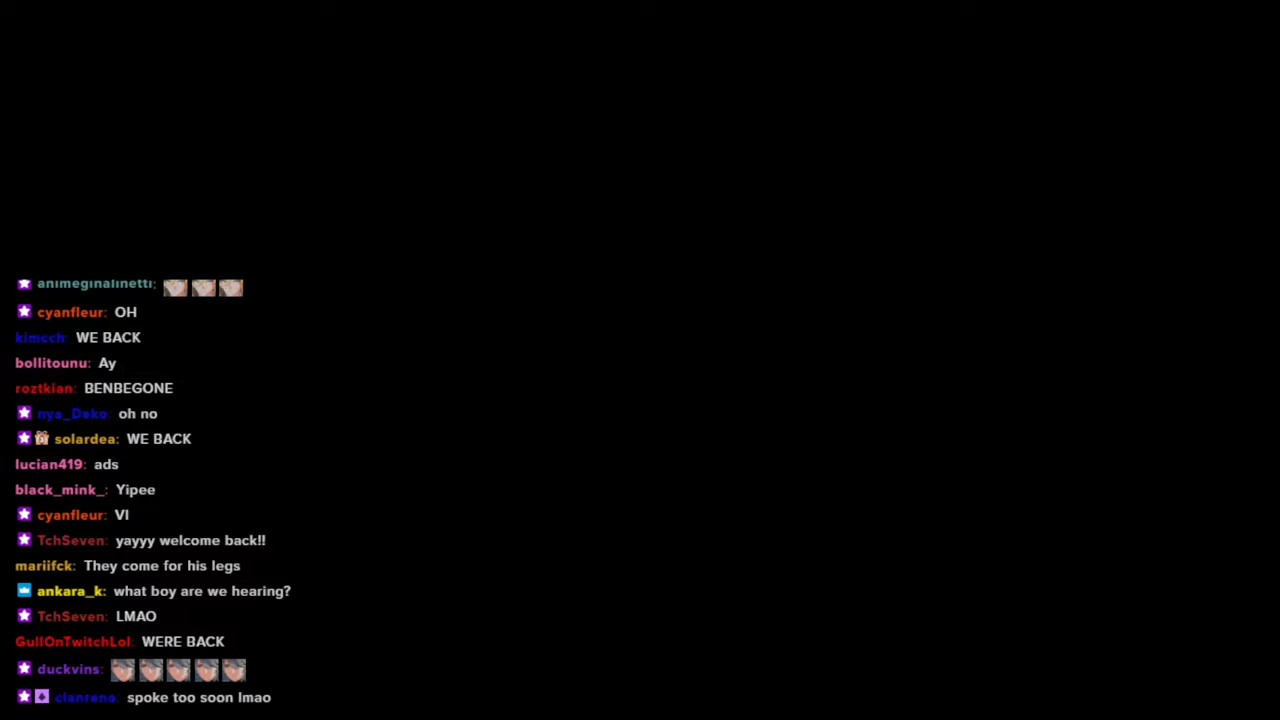 animeginalinetti:
cyanfleur: OH
kimcch: WE BACK
bollitounu: Ay
roztkian: BENBEGONE
nya_Deko: oh no
solardea: WE BACK
lucian419: ads
black_mink_: Yipee
cyanfleur: VI
TchSeven: yayyy welcome back!!
mariifck: They come for his legs
ankara_k: what boy are we hearing?
TchSeven: LMAO
GullOnTwitchLol: WERE BACK
duckvins:
clanreno: spoke too soon lmao